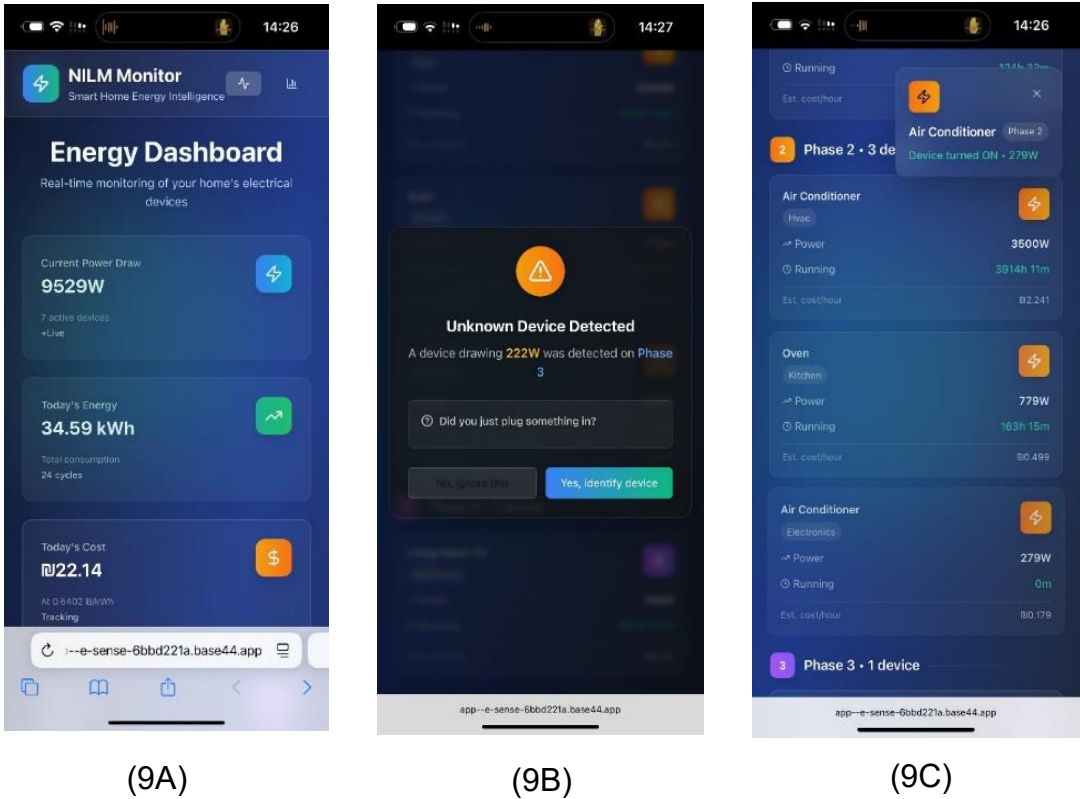 14:26
NILM Monitor
Smart Home Energy Intelligence
Energy Dashboard
Real-time monitoring of your home's electrical
devices
Current Power Draw
9529W
7 active devices
+Live
Today's Energy
34.59 kWh
Total consumption
24 cycles
Today's Cost
₪22.14
At 0.6402 ₪/kWh
Tracking
--e-sense-6bbd221a.base44.app
(9A)
14:27
Unknown Device Detected
A device drawing 222W was detected on Phase
3
Did you just plug something in?
No, ignore this
Yes, identify device
app--e-sense-6bbd221a.base44.app
(9B)
14:26
Running
Est. cost/hour
Air Conditioner Phase 2
Device turned ON • 279W
2 Phase 2 • 3 de
Air Conditioner
Hvac
Power 3500W
Running 3914h 11m
Est. cost/hour ₪2.241
Oven
Kitchen
Power 779W
Running 163h 15m
Est. cost/hour ₪0.499
Air Conditioner
Electronics
Power 279W
Running 0m
Est. cost/hour ₪0.179
3 Phase 3 • 1 device
app--e-sense-6bbd221a.base44.app
(9C)